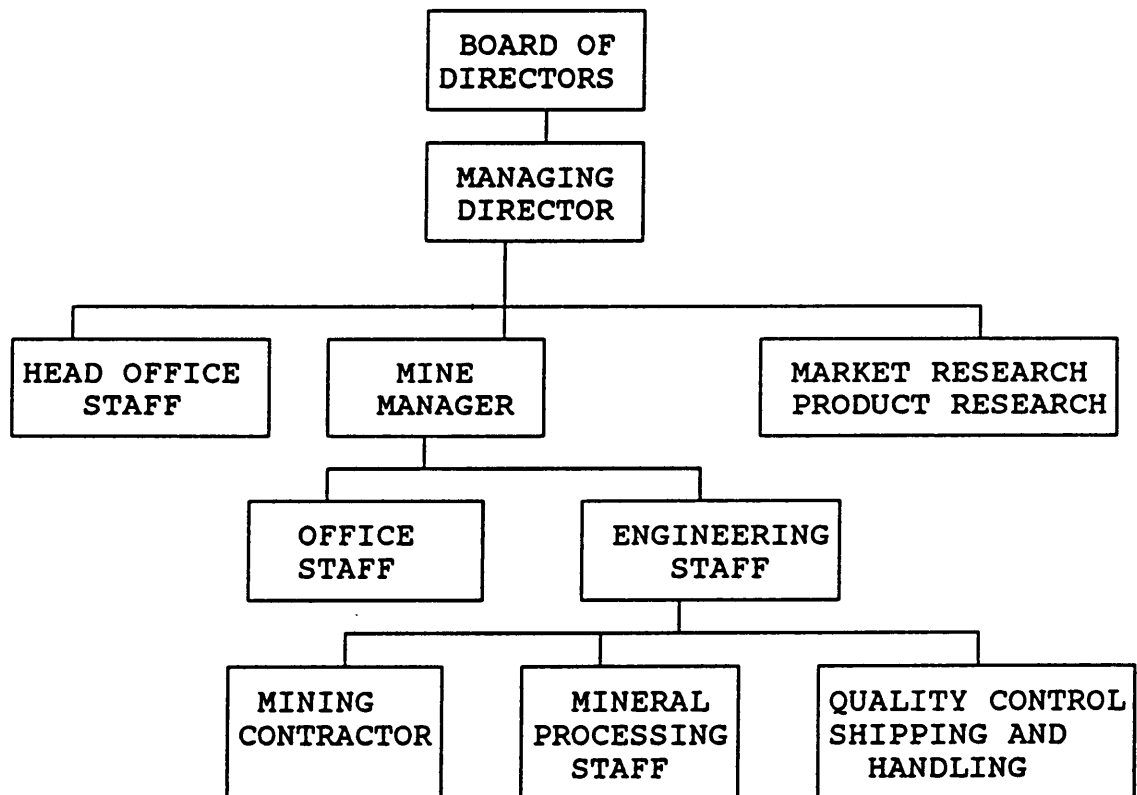 BOARD OF
DIRECTORS
MANAGING
DIRECTOR
HEAD OFFICE
STAFF
MINE
MANAGER
MARKET RESEARCH
PRODUCT RESEARCH
OFFICE
STAFF
ENGINEERING
STAFF
MINING
CONTRACTOR
MINERAL
PROCESSING
STAFF
QUALITY CONTROL
SHIPPING AND
HANDLING